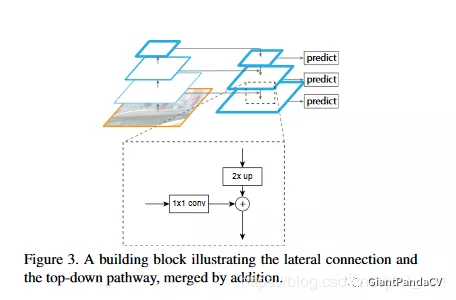 predict
predict
predict
2x up
1x1 conv
+
Figure 3. A building block illustrating the lateral connection and
the top-down pathway, merged by addition.
GiantPandaCV